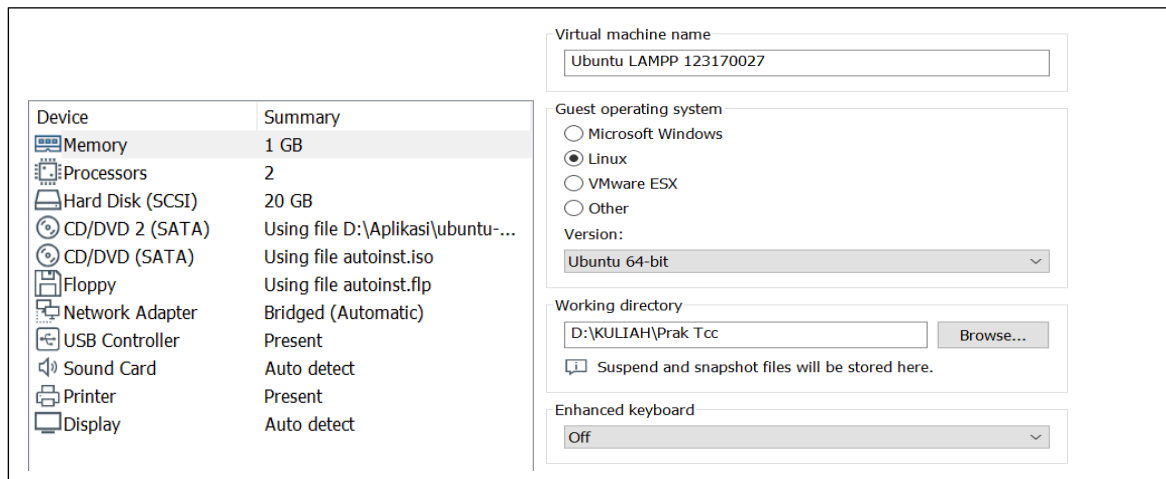 Device Summary
Memory 1 GB
Processors 2
Hard Disk (SCSI) 20 GB
CD/DVD 2 (SATA) Using file D:\Aplikasi\ubuntu-...
CD/DVD (SATA) Using file autoinst.iso
Floppy Using file autoinst.flp
Network Adapter Bridged (Automatic)
USB Controller Present
Sound Card Auto detect
Printer Present
Display Auto detect
Virtual machine name
Ubuntu LAMPP 123170027
Guest operating system
Microsoft Windows
Linux
VMware ESX
Other
Version:
Ubuntu 64-bit
Working directory
D:\KULIAH\Prak Tcc
Browse...
Suspend and snapshot files will be stored here.
Enhanced keyboard
Off